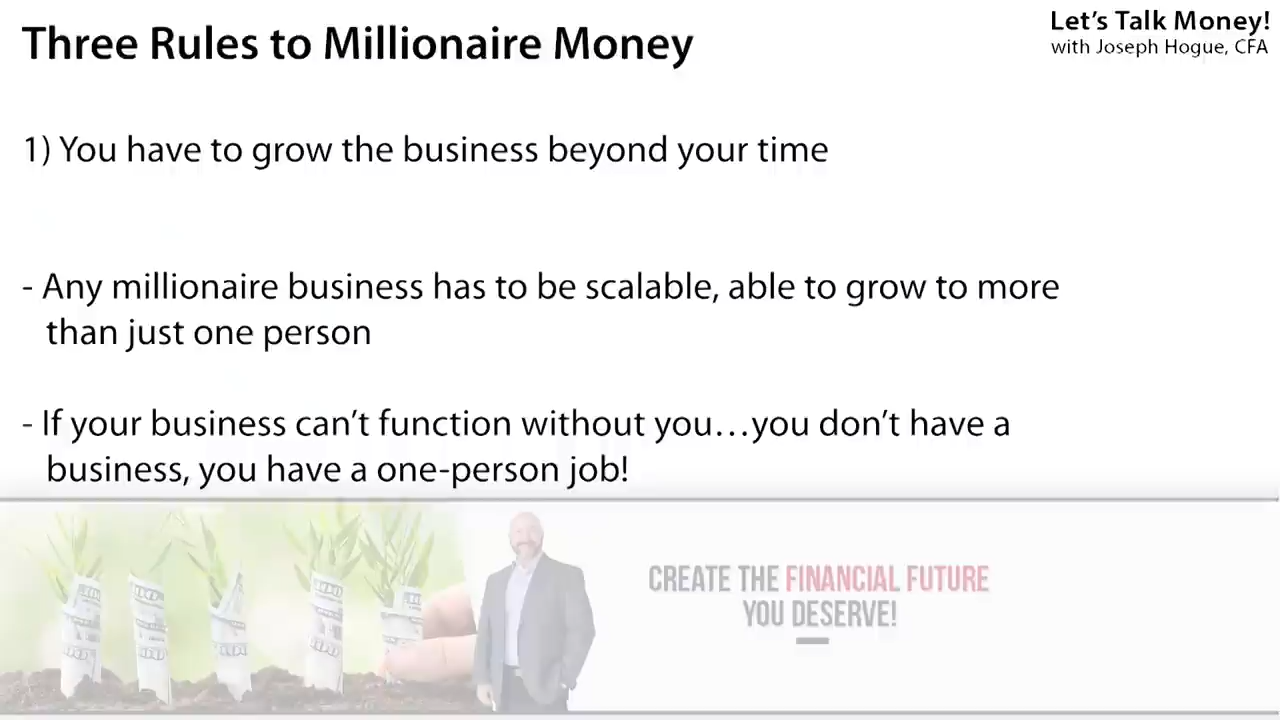 Three Rules to Millionaire Money
Let's Talk Money!
with Joseph Hogue, CFA
1) You have to grow the business beyond your time
- Any millionaire business has to be scalable, able to grow to more
than just one person
- If your business can't function without you…you don't have a
business, you have a one-person job!
CREATE THE FINANCIAL FUTURE
YOU DESERVE!